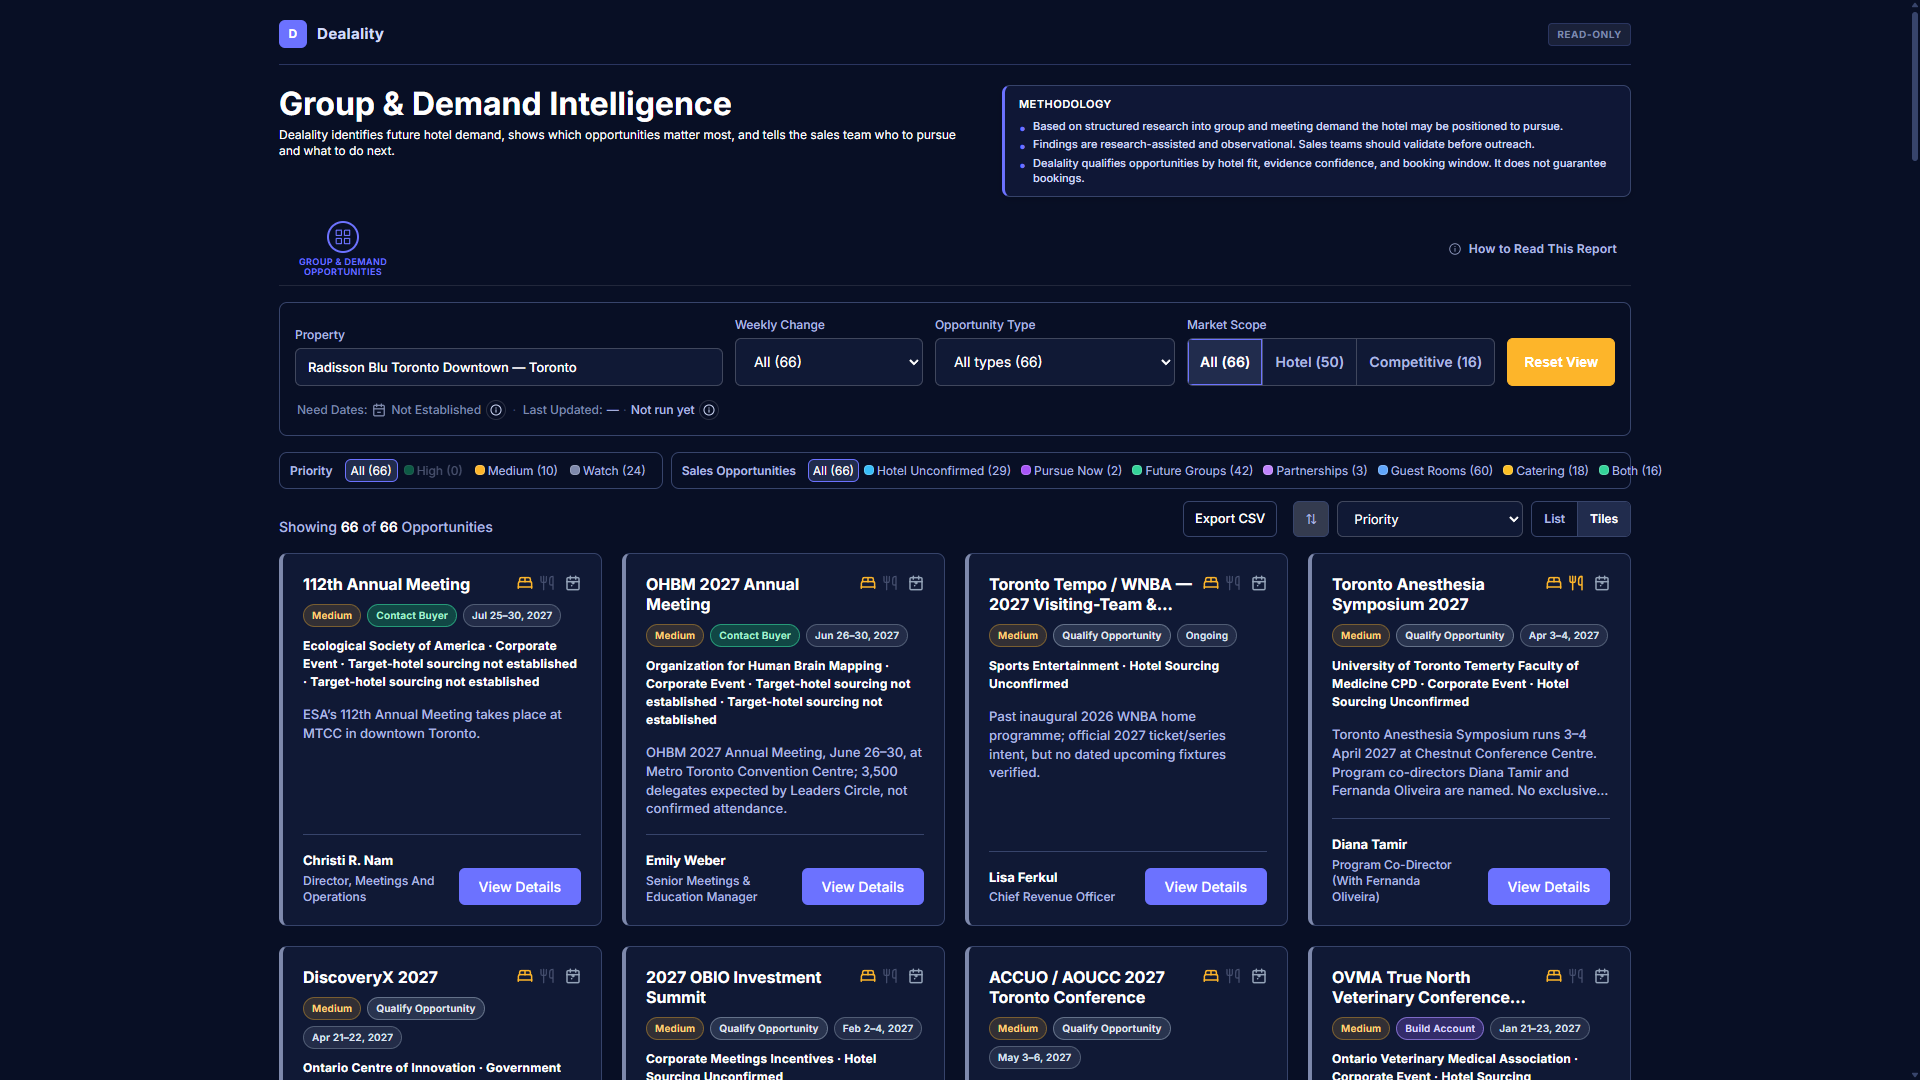 D Dealality
READ-ONLY
Group & Demand Intelligence
Dealality identifies future hotel demand, shows which opportunities matter most, and tells the sales team who to pursue
and what to do next.
METHODOLOGY
• Based on structured research into group and meeting demand the hotel may be positioned to pursue.
• Findings are research-assisted and observational. Sales teams should validate before outreach.
• Dealality qualifies opportunities by hotel fit, evidence confidence, and booking window. It does not guarantee
bookings.
GROUP & DEMAND
OPPORTUNITIES
How to Read This Report
Property
Radisson Blu Toronto Downtown — Toronto
Weekly Change
All (66)
Opportunity Type
All types (66)
Market Scope
All (66) Hotel (50) Competitive (16)
Reset View
Need Dates: Not Established · Last Updated: — · Not run yet
Priority All (66) High (0) Medium (10) Watch (24)
Sales Opportunities All (66) Hotel Unconfirmed (29) Pursue Now (2) Future Groups (42) Partnerships (3) Guest Rooms (60) Catering (18) Both (16)
Showing 66 of 66 Opportunities
Export CSV
Priority
List Tiles
112th Annual Meeting
Medium Contact Buyer Jul 25–30, 2027
Ecological Society of America · Corporate
Event · Target-hotel sourcing not established
· Target-hotel sourcing not established
ESA's 112th Annual Meeting takes place at
MTCC in downtown Toronto.
Christi R. Nam
Director, Meetings And
Operations
View Details
OHBM 2027 Annual
Meeting
Medium Contact Buyer Jun 26–30, 2027
Organization for Human Brain Mapping ·
Corporate Event · Target-hotel sourcing not
established · Target-hotel sourcing not
established
OHBM 2027 Annual Meeting, June 26–30, at
Metro Toronto Convention Centre; 3,500
delegates expected by Leaders Circle, not
confirmed attendance.
Emily Weber
Senior Meetings &
Education Manager
View Details
Toronto Tempo / WNBA —
2027 Visiting-Team &...
Medium Qualify Opportunity Ongoing
Sports Entertainment · Hotel Sourcing
Unconfirmed
Past inaugural 2026 WNBA home
programme; official 2027 ticket/series
intent, but no dated upcoming fixtures
verified.
Lisa Ferkul
Chief Revenue Officer
View Details
Toronto Anesthesia
Symposium 2027
Medium Qualify Opportunity Apr 3–4, 2027
University of Toronto Temerty Faculty of
Medicine CPD · Corporate Event · Hotel
Sourcing Unconfirmed
Toronto Anesthesia Symposium runs 3–4
April 2027 at Chestnut Conference Centre.
Program co-directors Diana Tamir and
Fernanda Oliveira are named. No exclusive...
Diana Tamir
Program Co-Director
(With Fernanda
Oliveira)
View Details
DiscoveryX 2027
Medium Qualify Opportunity
Apr 21–22, 2027
Ontario Centre of Innovation · Government
2027 OBIO Investment
Summit
Medium Qualify Opportunity Feb 2–4, 2027
Corporate Meetings Incentives · Hotel
Sourcing Unconfirmed
ACCUO / AOUCC 2027
Toronto Conference
Medium Qualify Opportunity
May 3–6, 2027
OVMA True North
Veterinary Conference...
Medium Build Account Jan 21–23, 2027
Ontario Veterinary Medical Association ·
Corporate Event · Hotel Sourcing